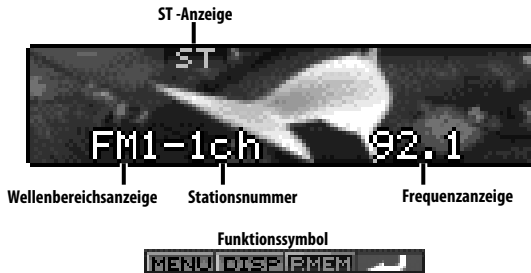 ST -Anzeige
ST
FM1-1ch 92.1
Wellenbereichsanzeige Stationsnummer Frequenzanzeige
Funktionssymbol
MENU DISP P.MEM